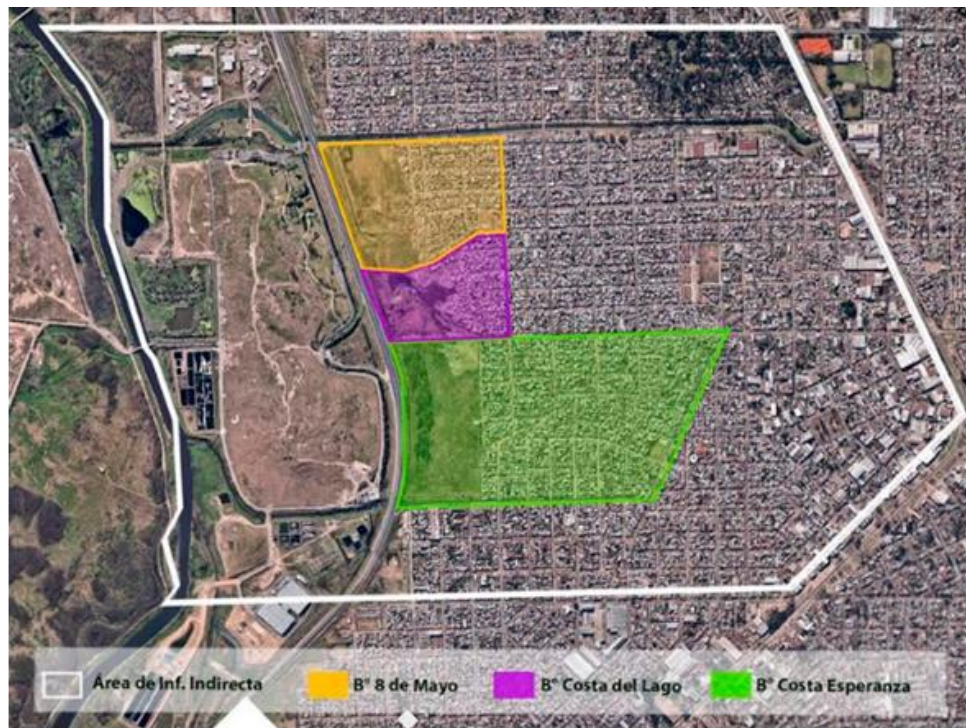 Área de Inf. Indirecta
B° 8 de Mayo
B° Costa del Lago
B° Costa Esperanza